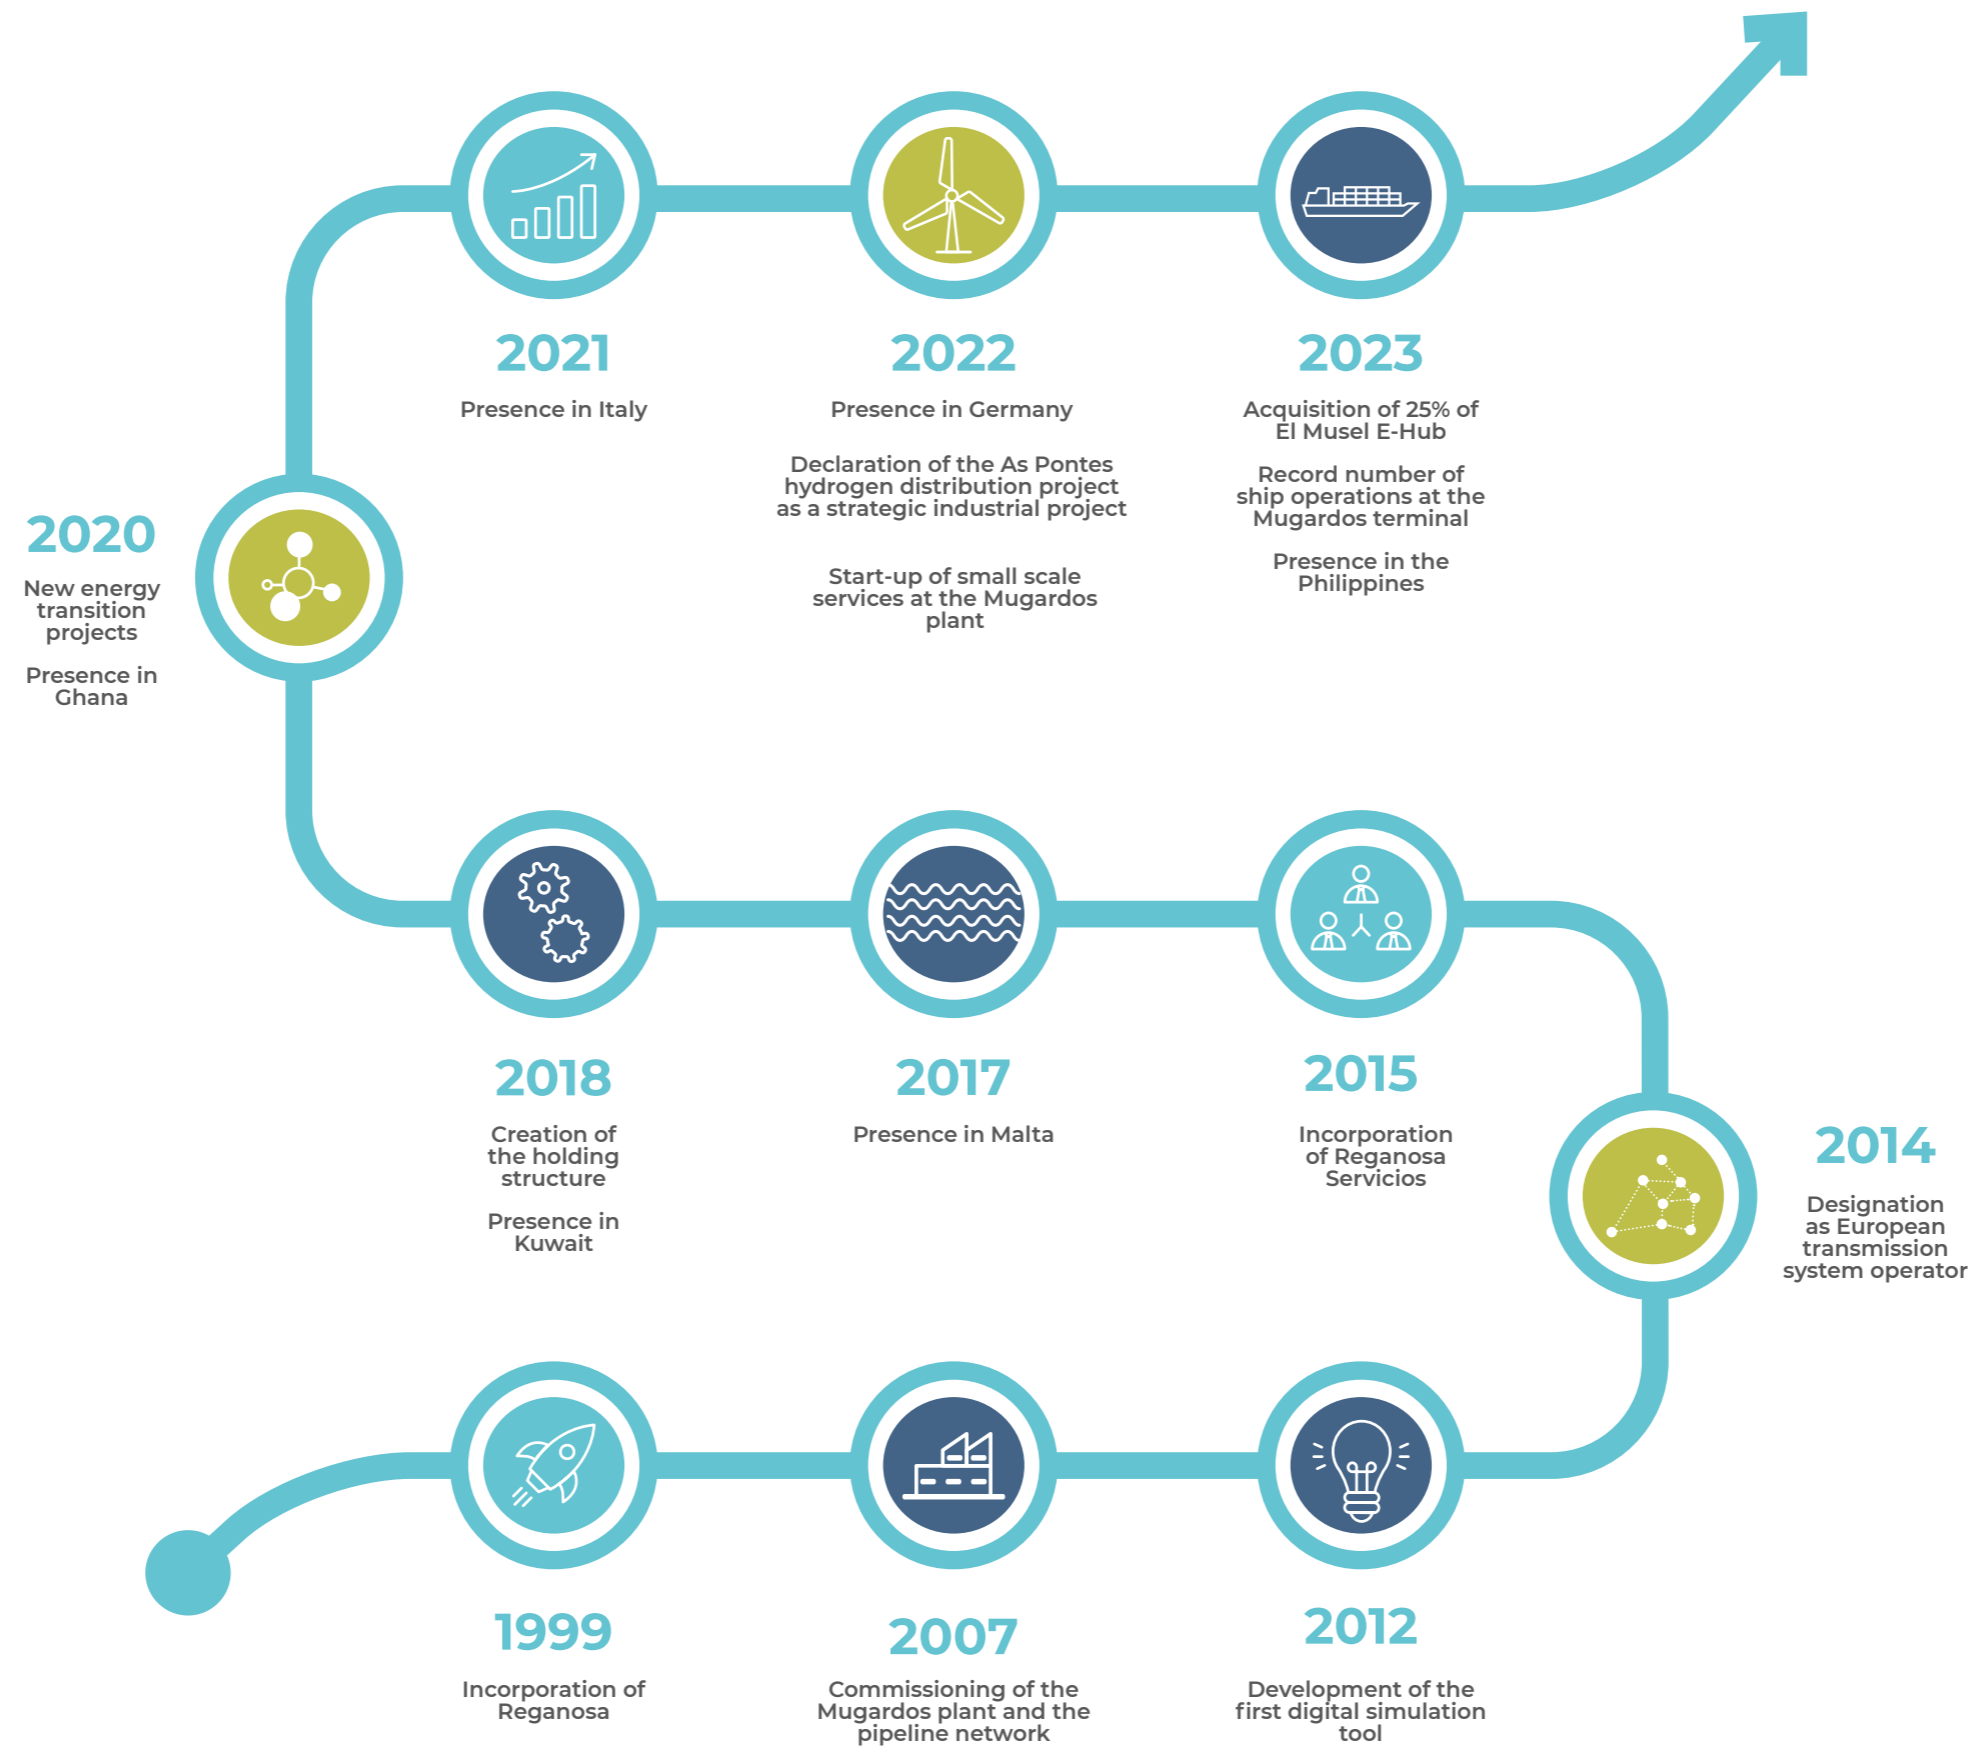 2021
Presence in Italy
2022
Presence in Germany
Declaration of the As Pontes
hydrogen distribution project
as a strategic industrial project
Start-up of small scale
services at the Mugardos
plant
2023
Acquisition of 25% of
El Musel E-Hub
Record number of
ship operations at the
Mugardos terminal
Presence in the
Philippines
2020
New energy
transition
projects
Presence in
Ghana
2018
Creation of
the holding
structure
Presence in
Kuwait
2017
Presence in Malta
2015
Incorporation
of Reganosa
Servicios
2014
Designation
as European
transmission
system operator
1999
Incorporation of
Reganosa
2007
Commissioning of the
Mugardos plant and the
pipeline network
2012
Development of the
first digital simulation
tool